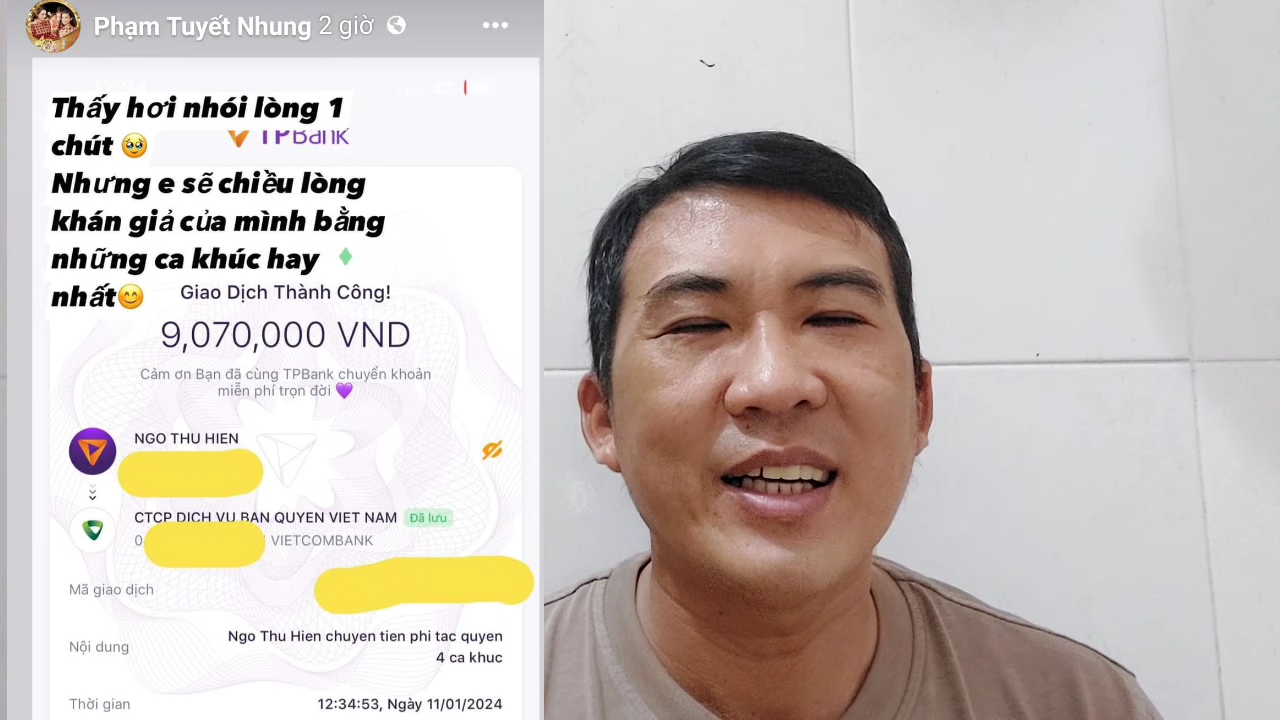 Phạm Tuyết Nhung 2 giờ
Thấy hơi nhói lòng 1
chút 🥹
TPBank
Nhưng e sẽ chiều lòng
khán giả của mình bằng
những ca khúc hay
nhất😊
Giao Dịch Thành Công!
9,070,000 VND
Cảm ơn Bạn đã cùng TPBank chuyển khoản
miễn phí trọn đời 💜
NGO THU HIEN
CTCP DICH VU BAN QUYEN VIET NAM Đã lưu
0 VIETCOMBANK
Mã giao dịch
Nội dung
Ngo Thu Hien chuyen tien phi tac quyen
4 ca khuc
Thời gian
12:34:53, Ngày 11/01/2024